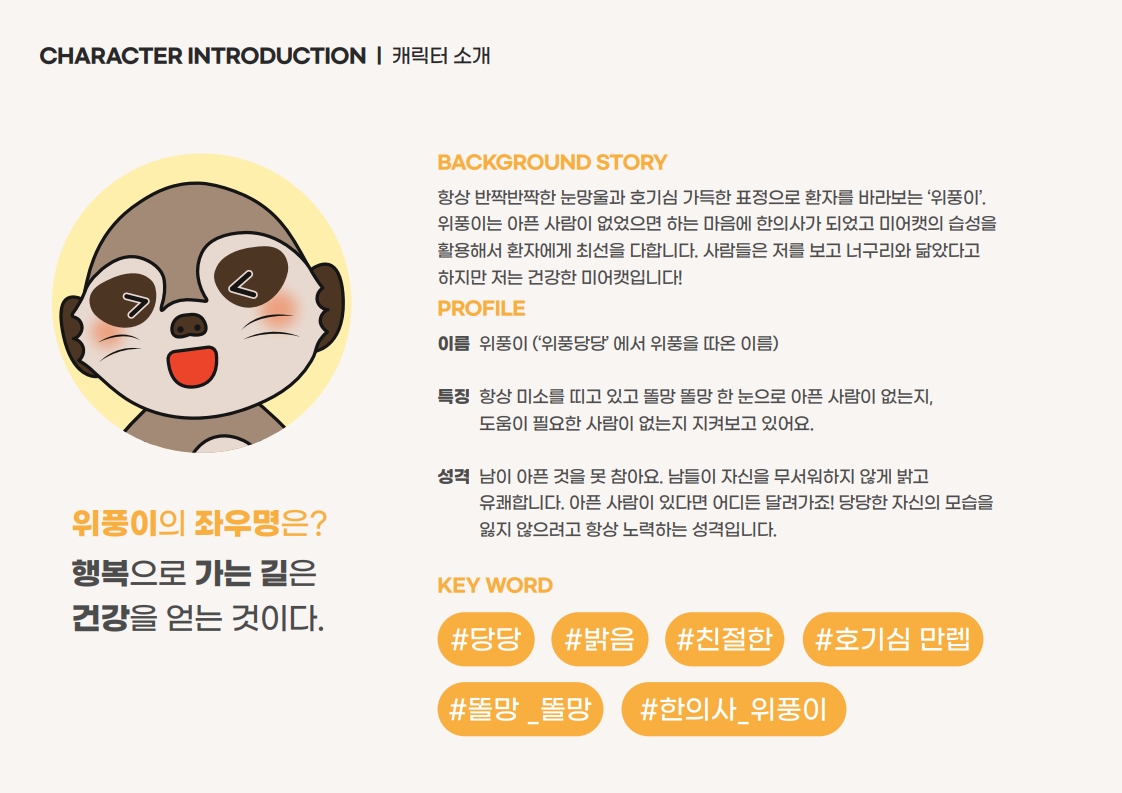 CHARACTER INTRODUCTION | 캐릭터 소개
BACKGROUND STORY
항상 반짝반짝한 눈망울과 호기심 가득한 표정으로 환자를 바라보는 ‘위풍이’.
위풍이는 아픈 사람이 없었으면 하는 마음에 한의사가 되었고 미어캣의 습성을
활용해서 환자에게 최선을 다합니다. 사람들은 저를 보고 너구리와 닮았다고
하지만 저는 건강한 미어캣입니다!
PROFILE
이름 위풍이 (‘위풍당당’ 에서 위풍을 따온 이름)
특징 항상 미소를 띠고 있고 똘망 똘망 한 눈으로 아픈 사람이 없는지,
도움이 필요한 사람이 없는지 지켜보고 있어요.
성격 남이 아픈 것을 못 참아요. 남들이 자신을 무서워하지 않게 밝고
유쾌합니다. 아픈 사람이 있다면 어디든 달려가죠! 당당한 자신의 모습을
잃지 않으려고 항상 노력하는 성격입니다.
위풍이의 좌우명은?
행복으로 가는 길은
건강을 얻는 것이다.
KEY WORD
#당당 #밝음 #친절한 #호기심 만렙
#똘망 _똘망 #한의사_위풍이